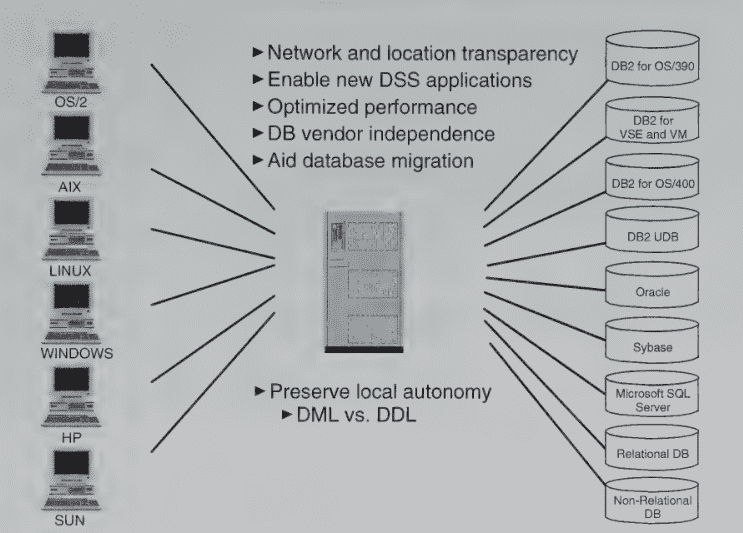 OS/2
AIX
LINUX
WINDOWS
HP
SUN
►Network and location transparency
►Enable new DSS applications
►Optimized performance
►DB vendor independence
►Aid database migration
►Preserve local autonomy
►DML vs. DDL
DB2 for OS/390
DB2 for
VSE and VM
DB2 for OS/400
DB2 UDB
Oracle
Sybase
Microsoft SQL
Server
Relational DB
Non-Relational
DB